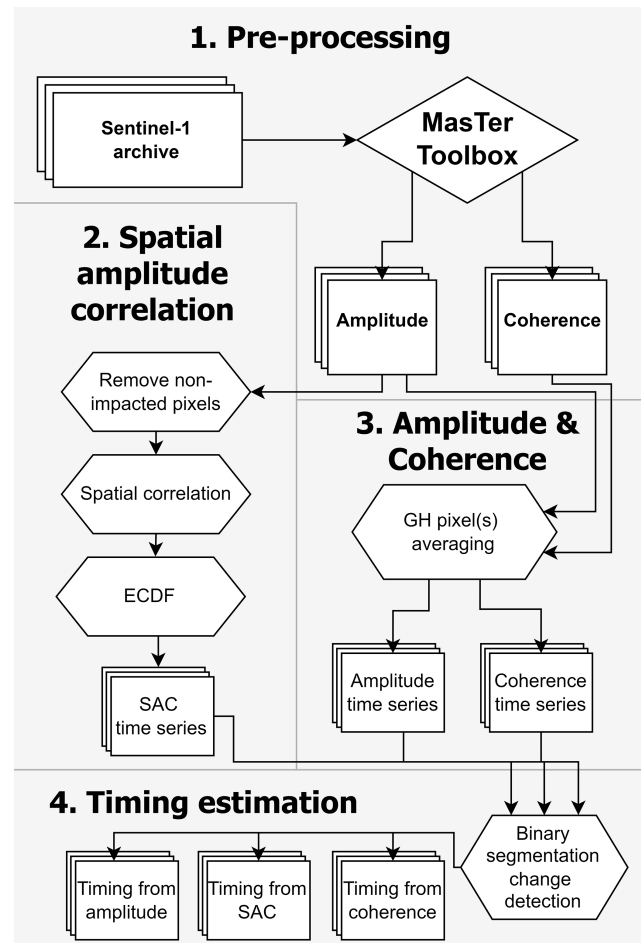 1. Pre-processing
Sentinel-1
archive
MasTer
Toolbox
Amplitude
Coherence
2. Spatial
amplitude
correlation
Remove non-
impacted pixels
Spatial correlation
ECDF
SAC
time series
3. Amplitude &
Coherence
GH pixel(s)
averaging
Amplitude
time series
Coherence
time series
4. Timing estimation
Binary
segmentation
change
detection
Timing from
amplitude
Timing from
SAC
Timing from
coherence